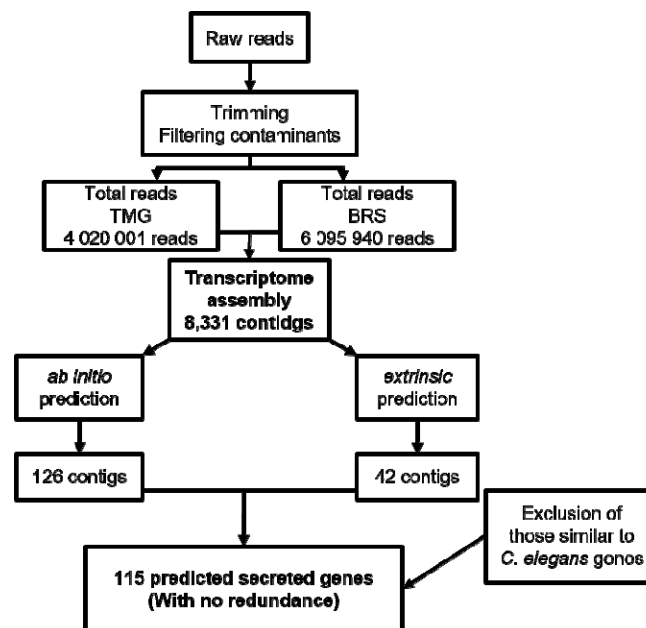 Raw reads
Trimming
Filtering contaminants
Total reads
TMG
4 020 001 reads
Total reads
BRS
6 095 940 reads
Transcriptome
assembly
8,331 contidgs
ab initio
prediction
extrinsic
prediction
126 contigs
42 contigs
Exclusion of
those similar to
C. elegans gonos
115 predicted secreted genes
(With no redundance)